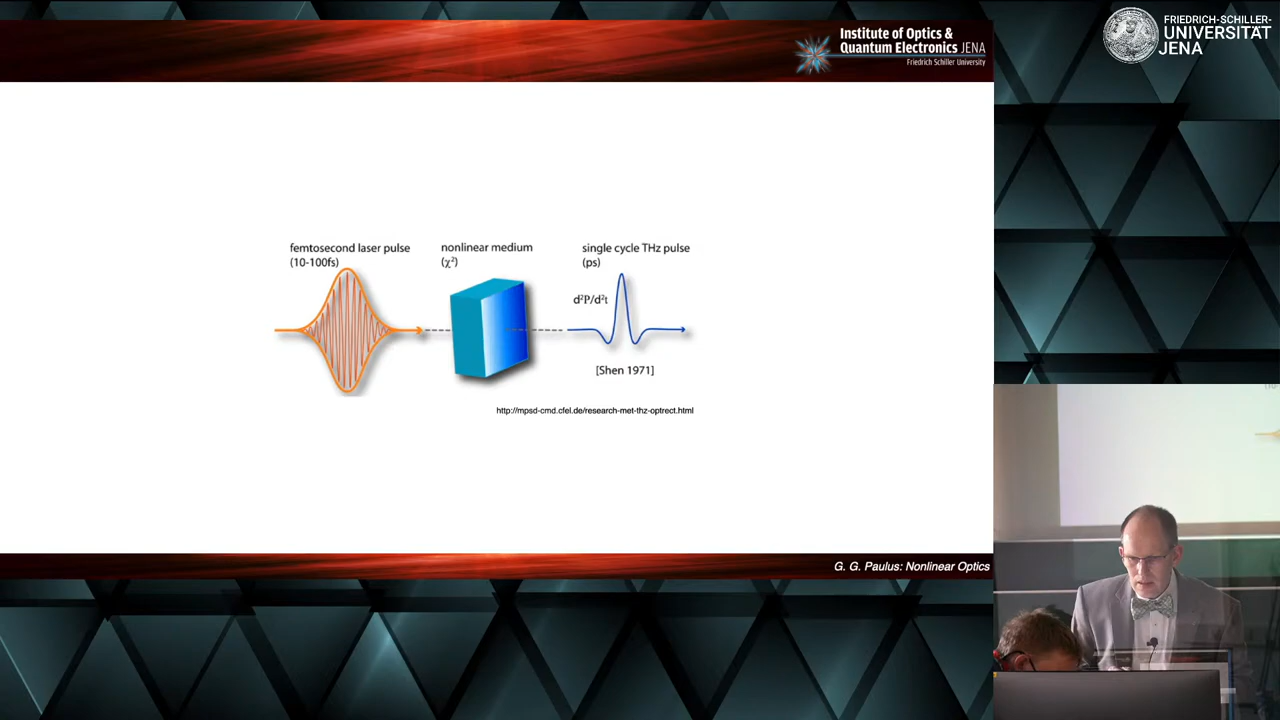 Institute of Optics &
Quantum Electronics JENA
Friedrich Schiller University
FRIEDRICH-SCHILLER-
UNIVERSITÄT
JENA
femtosecond laser pulse
(10-100fs)
nonlinear medium
(χ²)
single cycle THz pulse
(ps)
d²P/d²t
[Shen 1971]
http://mpsd-cmd.cfel.de/research-met-thz-optrect.html
G. G. Paulus: Nonlinear Optics